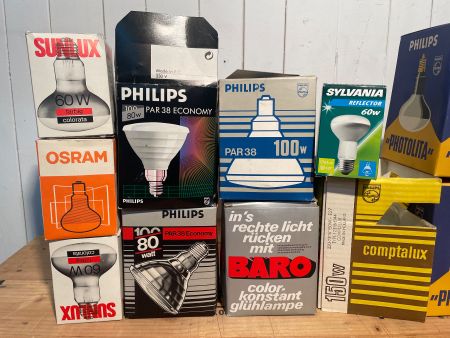 SUNLUX
60W
farbig
colorata
OSRAM
60W
colorata
farbig
SUNLUX
PHILIPS
100/80w
PAR 38 ECONOMY
PHILIPS
100
80
watt
PAR 38 Economy
PHILIPS
PAR 38
100w
in's
rechte licht
rücken
mit
BARO
color-
konstant
glühlampe
SYLVANIA
REFLECTOR
60w
150w
comptalux
PHILIPS
"PHOTOLITA"